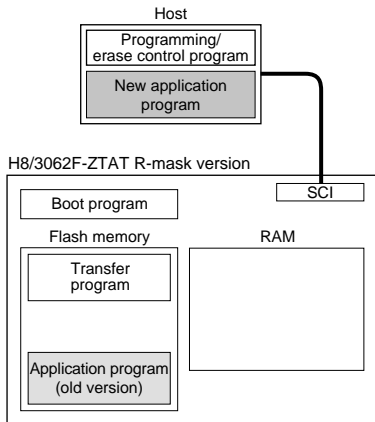 Host
Programming/
erase control program
New application
program
H8/3062F-ZTAT R-mask version
SCI
Boot program
Flash memory
RAM
Transfer
program
Application program
(old version)